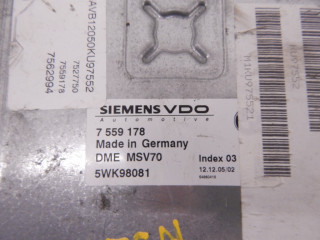 AVB12050KU97552
7527750
7559178
7562994
SIEMENS VDO
Automotive
7 559 178
Made in Germany
DME MSV70
Index 03
5WK98081
12.12.05/02